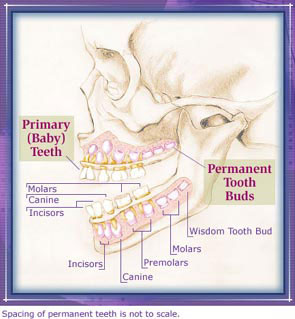 Primary
(Baby)
Teeth
Permanent
Tooth
Buds
Molars
Canine
Incisors
Wisdom Tooth Bud
Molars
Premolars
Incisors
Canine
Spacing of permanent teeth is not to scale.